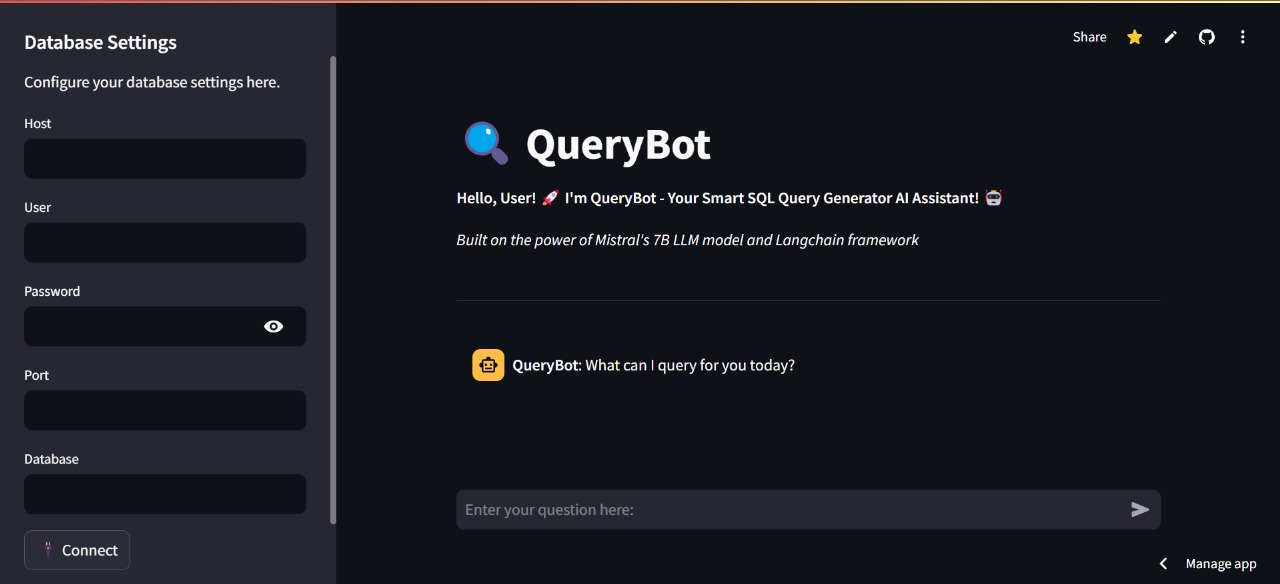 Database Settings
Configure your database settings here.
Host
User
Password
Port
Database
Connect
Share
QueryBot
Hello, User! 🚀 I'm QueryBot - Your Smart SQL Query Generator AI Assistant! 🤖
Built on the power of Mistral's 7B LLM model and Langchain framework
QueryBot: What can I query for you today?
Enter your question here:
Manage app